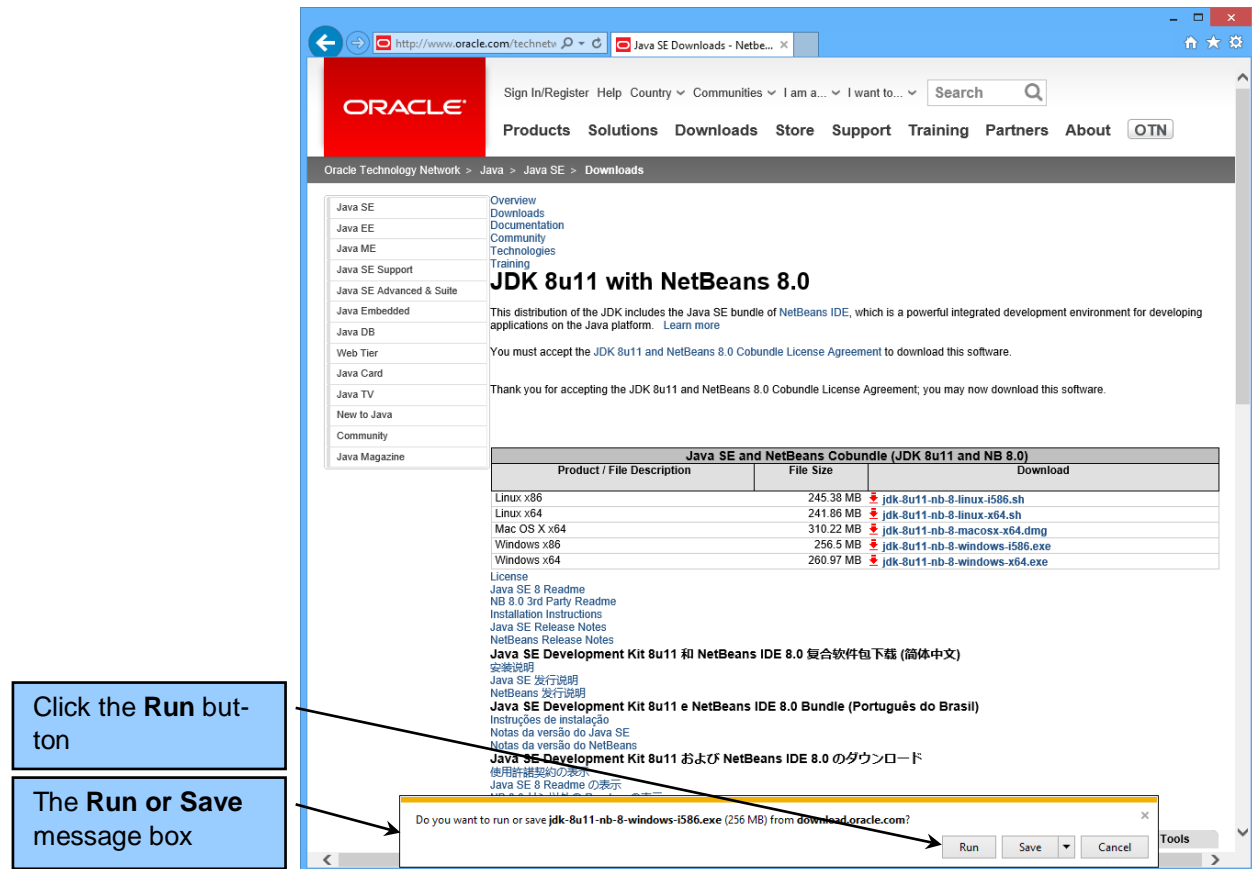 http://www.oracle.com/technetw
Java SE Downloads - Netbe...
ORACLE
Sign In/Register Help Country Communities I am a... I want to... Search
Products Solutions Downloads Store Support Training Partners About OTN
Oracle Technology Network > Java > Java SE > Downloads
Java SE
Java EE
Java ME
Java SE Support
Java SE Advanced & Suite
Java Embedded
Java DB
Web Tier
Java Card
Java TV
New to Java
Community
Java Magazine
Overview
Downloads
Documentation
Community
Technologies
Training
JDK 8u11 with NetBeans 8.0
This distribution of the JDK includes the Java SE bundle of NetBeans IDE, which is a powerful integrated development environment for developing
applications on the Java platform. Learn more
You must accept the JDK 8u11 and NetBeans 8.0 Cobundle License Agreement to download this software.
Thank you for accepting the JDK 8u11 and NetBeans 8.0 Cobundle License Agreement; you may now download this software.
Java SE and NetBeans Cobundle (JDK 8u11 and NB 8.0)
Product / File Description File Size Download
Linux x86 245.38 MB jdk-8u11-nb-8-linux-i586.sh
Linux x64 241.86 MB jdk-8u11-nb-8-linux-x64.sh
Mac OS X x64 310.22 MB jdk-8u11-nb-8-macosx-x64.dmg
Windows x86 256.5 MB jdk-8u11-nb-8-windows-i586.exe
Windows x64 260.97 MB jdk-8u11-nb-8-windows-x64.exe
License
Java SE 8 Readme
NB 8.0 3rd Party Readme
Installation Instructions
Java SE Release Notes
NetBeans Release Notes
Java SE Development Kit 8u11 和 NetBeans IDE 8.0 复合软件包下载 (简体中文)
安装说明
Java SE 发行说明
NetBeans 发行说明
Java SE Development Kit 8u11 e NetBeans IDE 8.0 Bundle (Português do Brasil)
Instruções de instalação
Notas da versão do Java SE
Notas da versão do NetBeans
Java SE Development Kit 8u11 および NetBeans IDE 8.0 のダウンロード
使用許諾契約の表示
Java SE 8 Readme の表示
Click the Run but-
ton
The Run or Save
message box
Do you want to run or save jdk-8u11-nb-8-windows-i586.exe (256 MB) from download.oracle.com?
Run Save Cancel
Tools